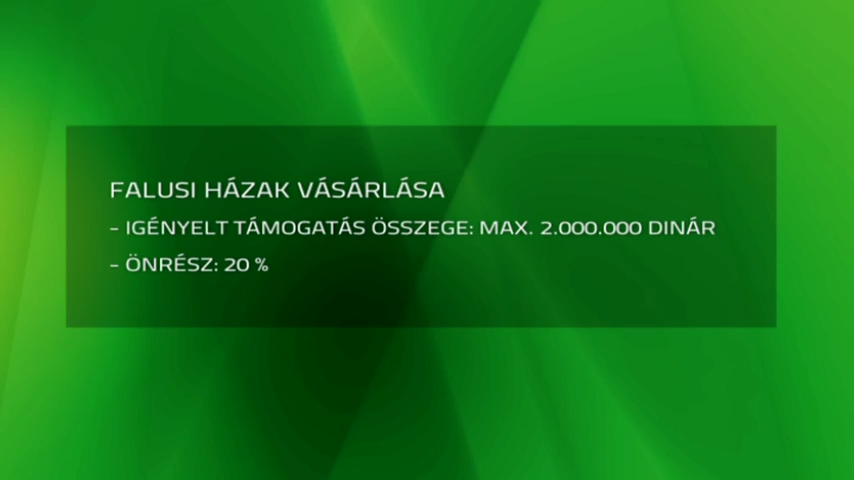 FALUSI HÁZAK VÁSÁRLÁSA
- IGÉNYELT TÁMOGATÁS ÖSSZEGE: MAX. 2.000.000 DINÁR
- ÖNRÉSZ: 20 %